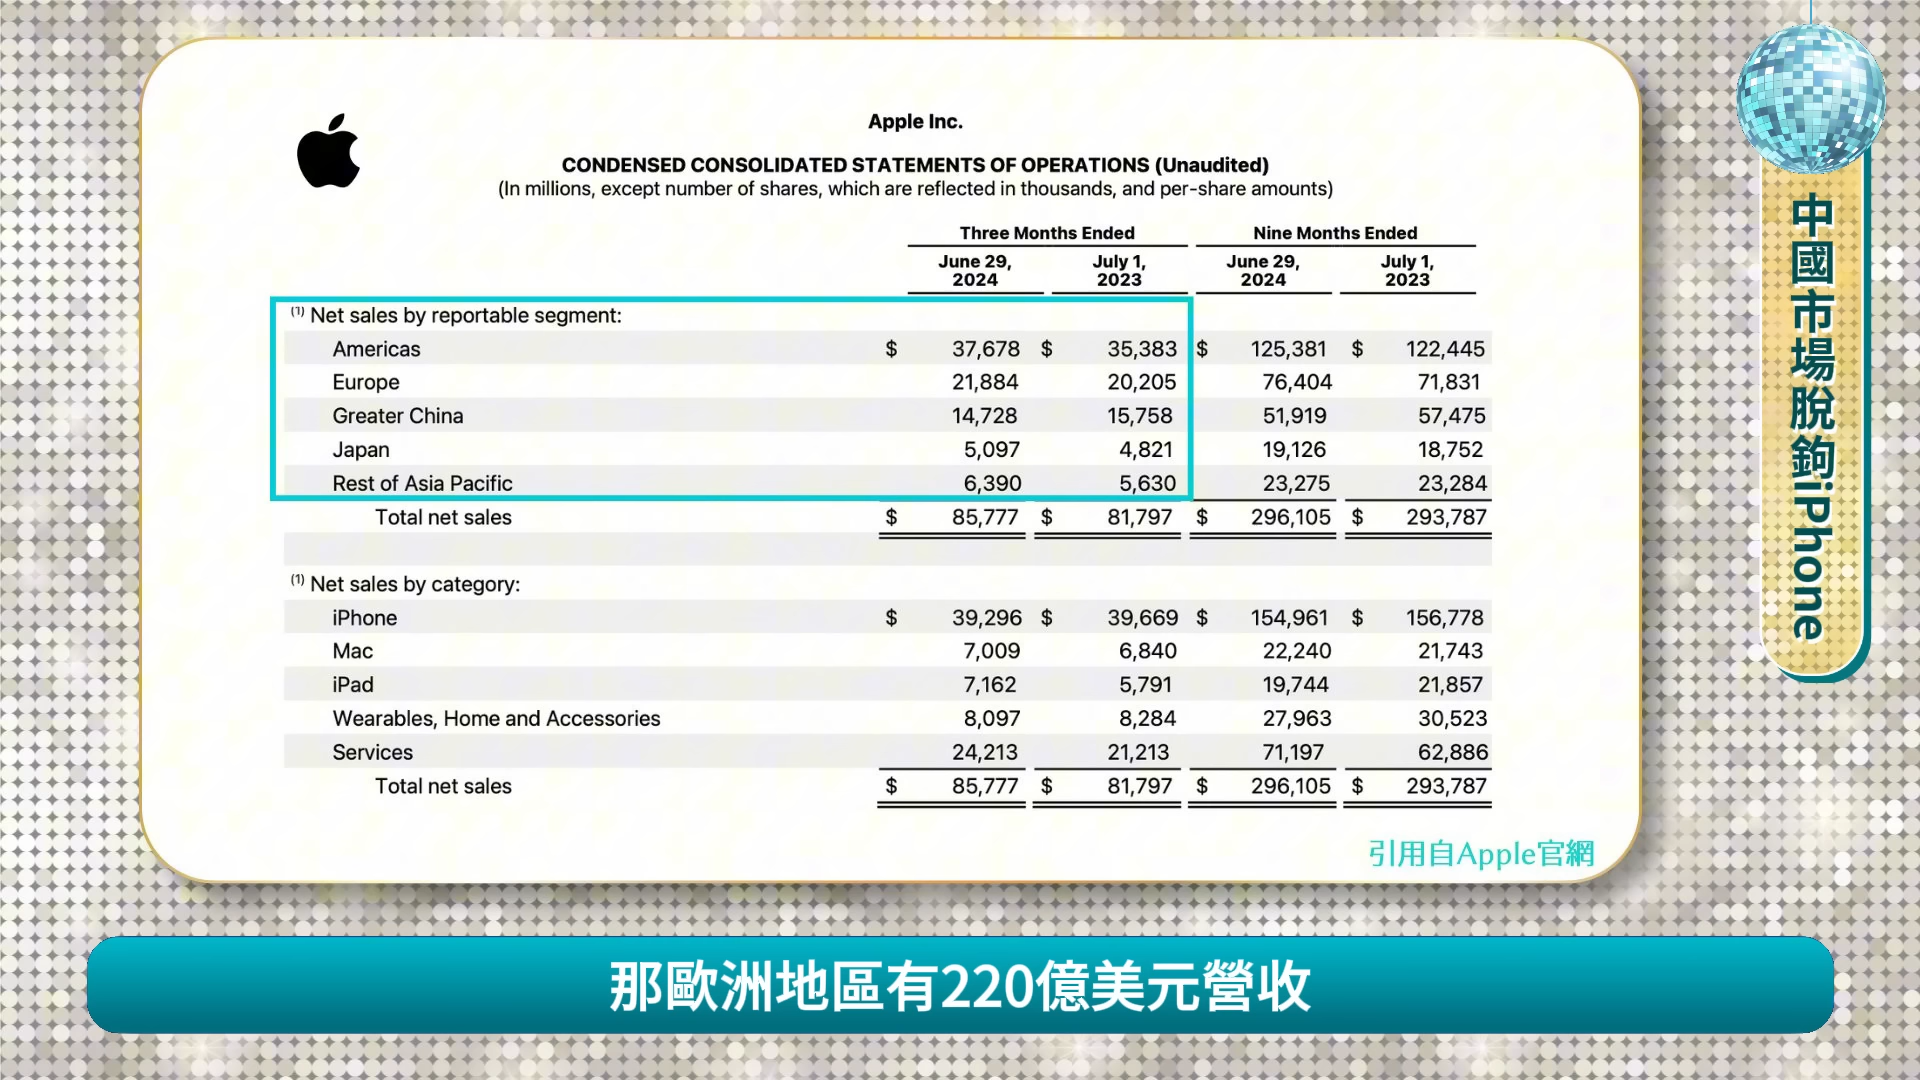 Apple Inc.
CONDENSED CONSOLIDATED STATEMENTS OF OPERATIONS (Unaudited)
(In millions, except number of shares, which are reflected in thousands, and per-share amounts)
Three Months Ended Nine Months Ended
June 29, 2024 July 1, 2023 June 29, 2024 July 1, 2023
(1) Net sales by reportable segment:
Americas $ 37,678 $ 35,383 $ 125,381 $ 122,445
Europe 21,884 20,205 76,404 71,831
Greater China 14,728 15,758 51,919 57,475
Japan 5,097 4,821 19,126 18,752
Rest of Asia Pacific 6,390 5,630 23,275 23,284
Total net sales $ 85,777 $ 81,797 $ 296,105 $ 293,787
(1) Net sales by category:
iPhone $ 39,296 $ 39,669 $ 154,961 $ 156,778
Mac 7,009 6,840 22,240 21,743
iPad 7,162 5,791 19,744 21,857
Wearables, Home and Accessories 8,097 8,284 27,963 30,523
Services 24,213 21,213 71,197 62,886
Total net sales $ 85,777 $ 81,797 $ 296,105 $ 293,787
引用自Apple官網
中國市場脫鉤iPhone
那歐洲地區有220億美元營收